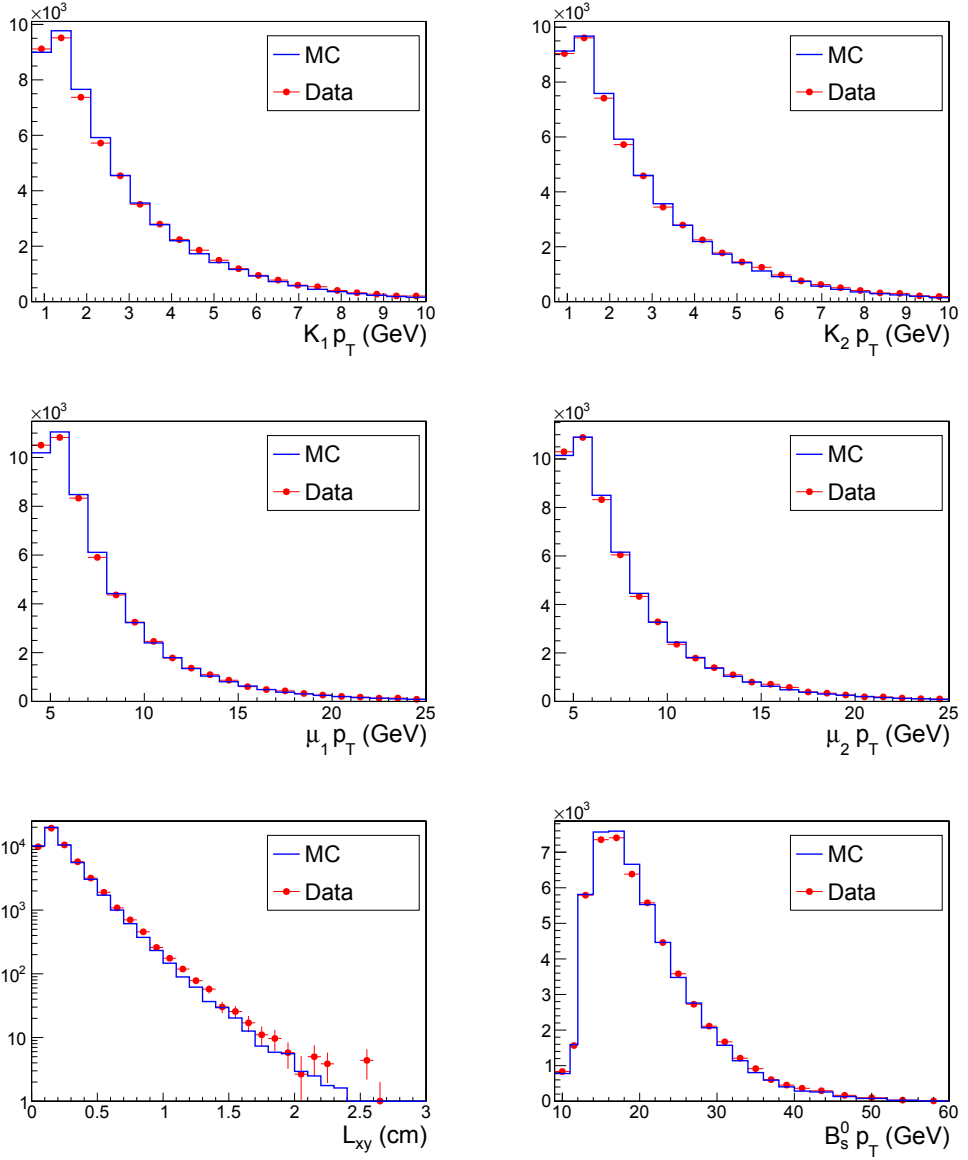 ×10³ ×10³
10 10
8 8
6 6
4 4
2 2
0 0
MC MC
Data Data
1 2 3 4 5 6 7 8 9 10 1 2 3 4 5 6 7 8 9 10
K₁ p_T (GeV) K₂ p_T (GeV)
×10³ ×10³
10 10
8 8
6 6
4 4
2 2
0 0
MC MC
Data Data
5 10 15 20 25 5 10 15 20 25
μ₁ p_T (GeV) μ₂ p_T (GeV)
×10³
10⁴ 7
10³ 6
10² 5
10 4
1 3
2
1
0
MC MC
Data Data
0 0.5 1 1.5 2 2.5 3 10 20 30 40 50 60
L_xy (cm) B_s⁰ p_T (GeV)